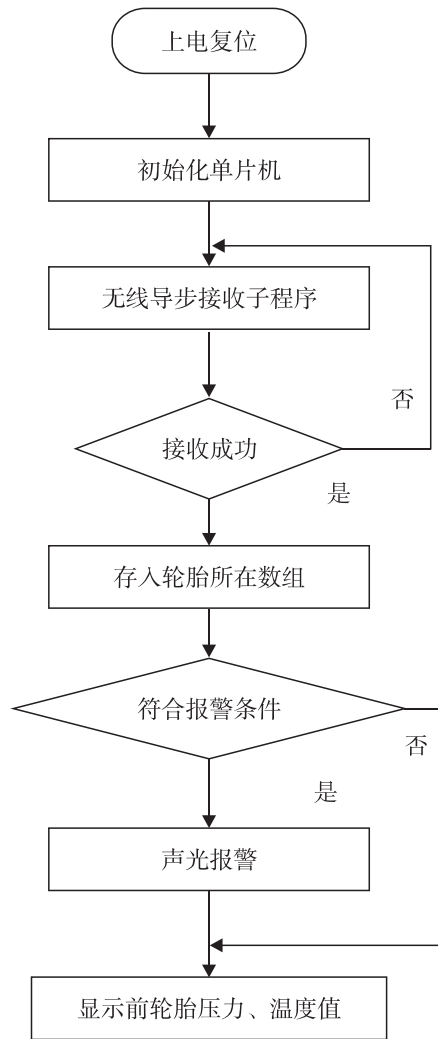 上电复位
初始化单片机
无线导步接收子程序
否
接收成功
是
存入轮胎所在数组
符合报警条件
否
是
声光报警
显示前轮胎压力、温度值